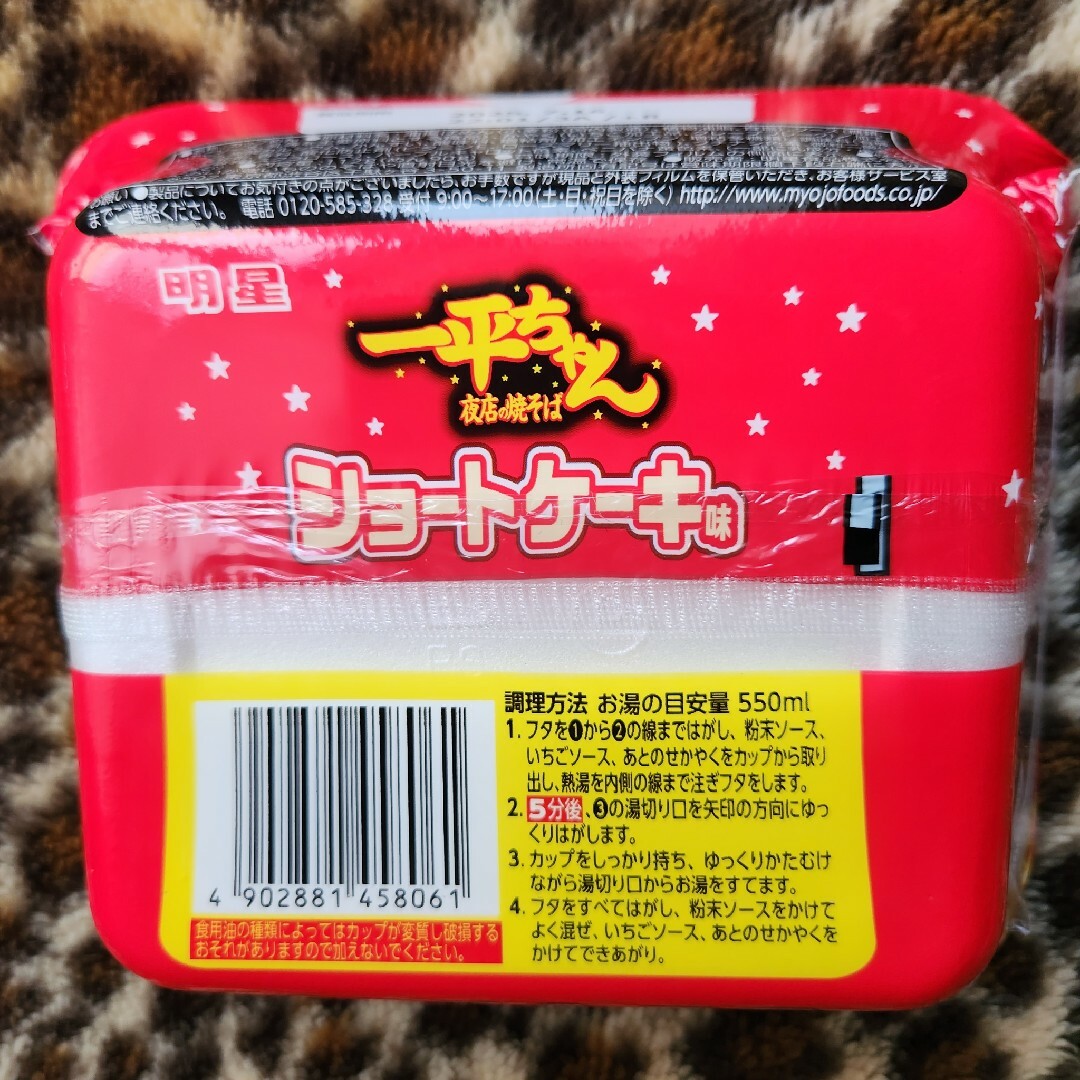 お願い●製品についてお気付きの点がございましたら、お手数ですが現品と外装フィルムを保管いただき、お客様サービス室
までご連絡ください。 電話 0120-585-328 受付 9:00〜17:00(土・日・祝日を除く) http://www.myojofoods.co.jp/
明星
一平ちゃん
夜店の焼そば
ショートケーキ味
調理方法 お湯の目安量 550ml
1. フタを❶から❷の線まではがし、粉末ソース、
いちごソース、あとのせかやくをカップから取り
出し、熱湯を内側の線まで注ぎフタをします。
2. 5分後、❸の湯切り口を矢印の方向にゆっ
くりはがします。
3. カップをしっかり持ち、ゆっくりかたむけ
ながら湯切り口からお湯をすてます。
4. フタをすべてはがし、粉末ソースをかけて
よく混ぜ、いちごソース、あとのせかやくを
かけてできあがり。
4 902881 458061
食用油の種類によってはカップが変質し破損する
おそれがありますので加えないでください。